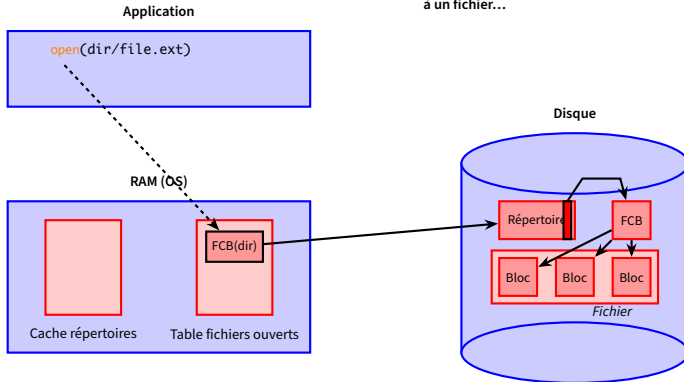 à un fichier…
Application
open(dir/file.ext)
Disque
RAM (OS)
Répertoire
FCB
FCB(dir)
Bloc
Bloc
Bloc
Fichier
Cache répertoires
Table fichiers ouverts